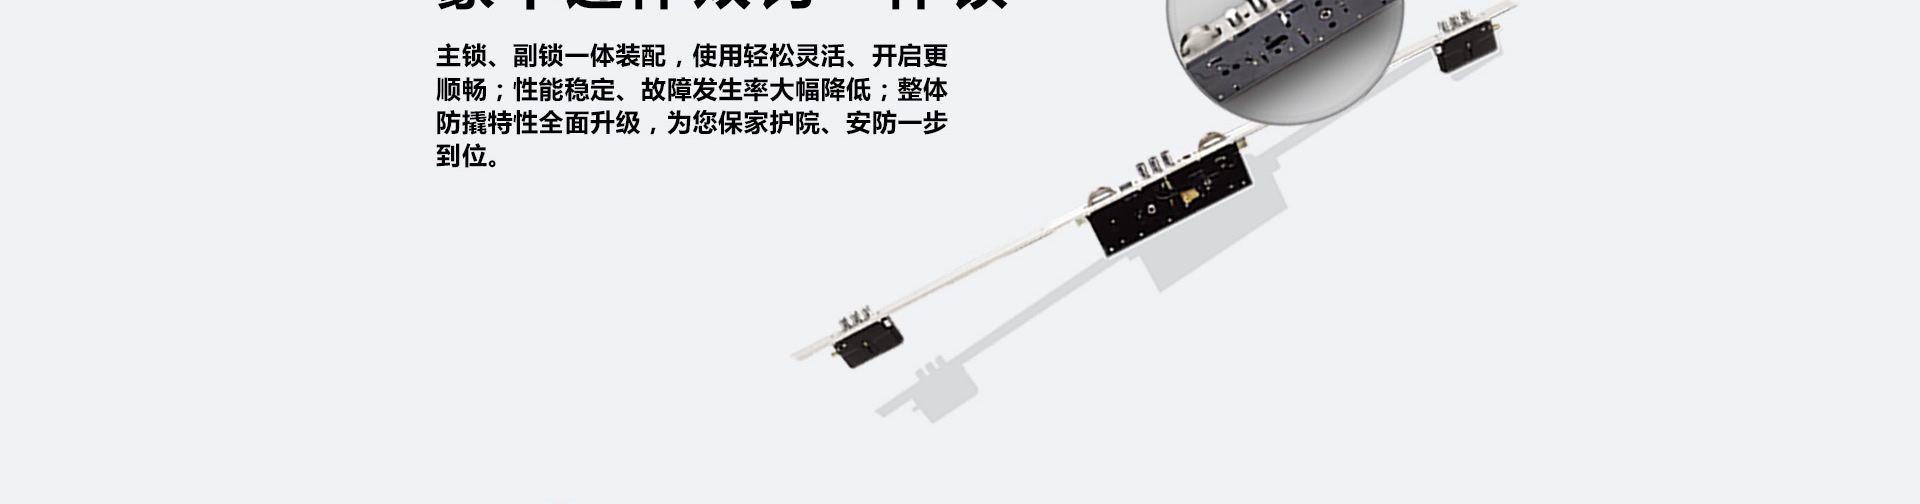 主锁、副锁一体装配，使用轻松灵活、开启更
顺畅；性能稳定、故障发生率大幅降低；整体
防撬特性全面升级，为您保家护院、安防一步
到位。